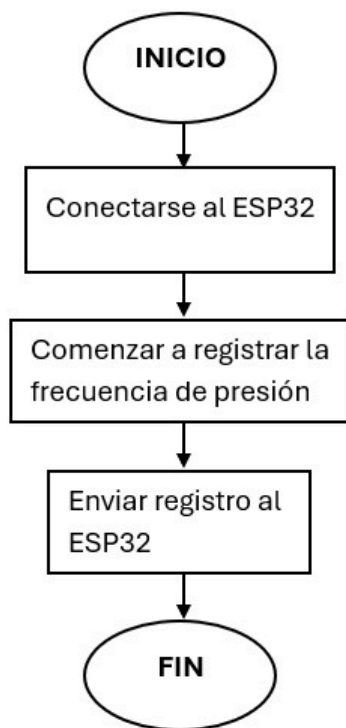 INICIO
Conectarse al ESP32
Comenzar a registrar la
frecuencia de presión
Enviar registro al
ESP32
FIN